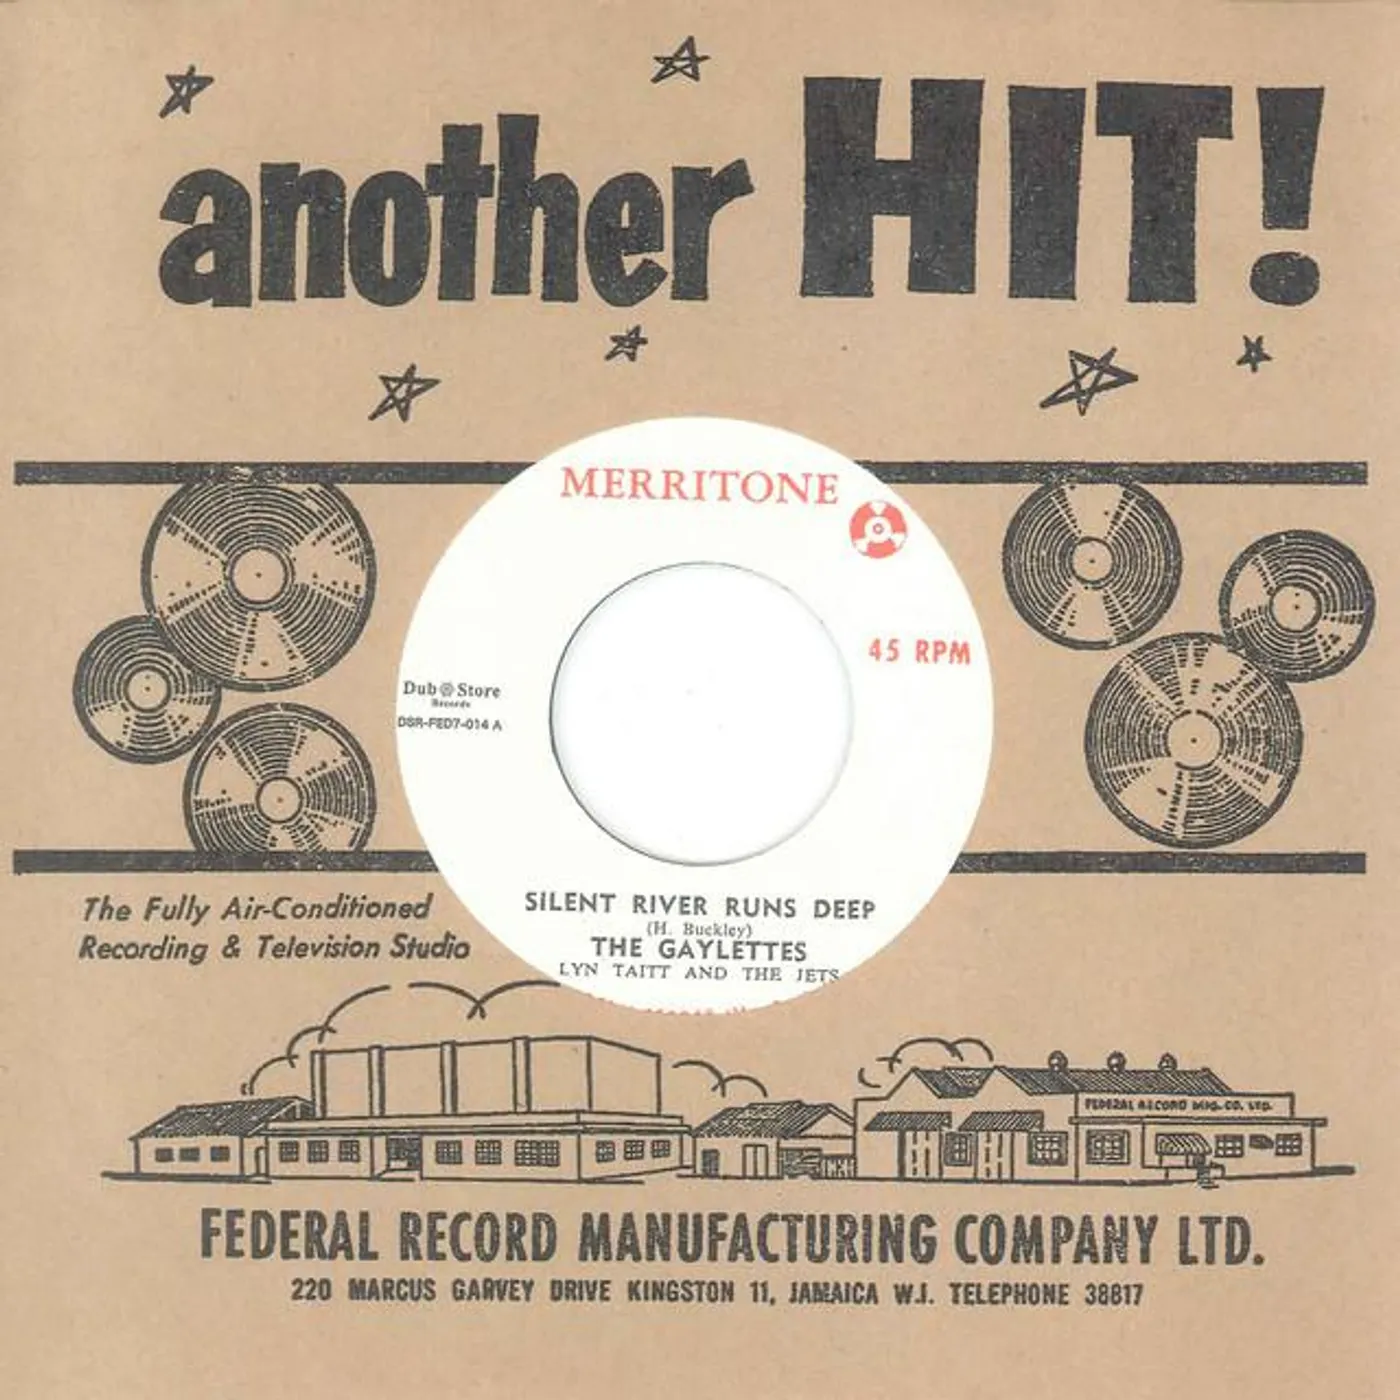 another HIT!
MERRITONE
45 RPM
Dub Store
Records
DSR-FED7-014 A
SILENT RIVER RUNS DEEP
(H. Buckley)
THE GAYLETTES
LYN TAITT AND THE JETS
The Fully Air-Conditioned
Recording & Television Studio
FEDERAL RECORD MNG. CO. LTD.
FEDERAL RECORD MANUFACTURING COMPANY LTD.
220 MARCUS GARVEY DRIVE KINGSTON 11, JAMAICA W.I. TELEPHONE 38817